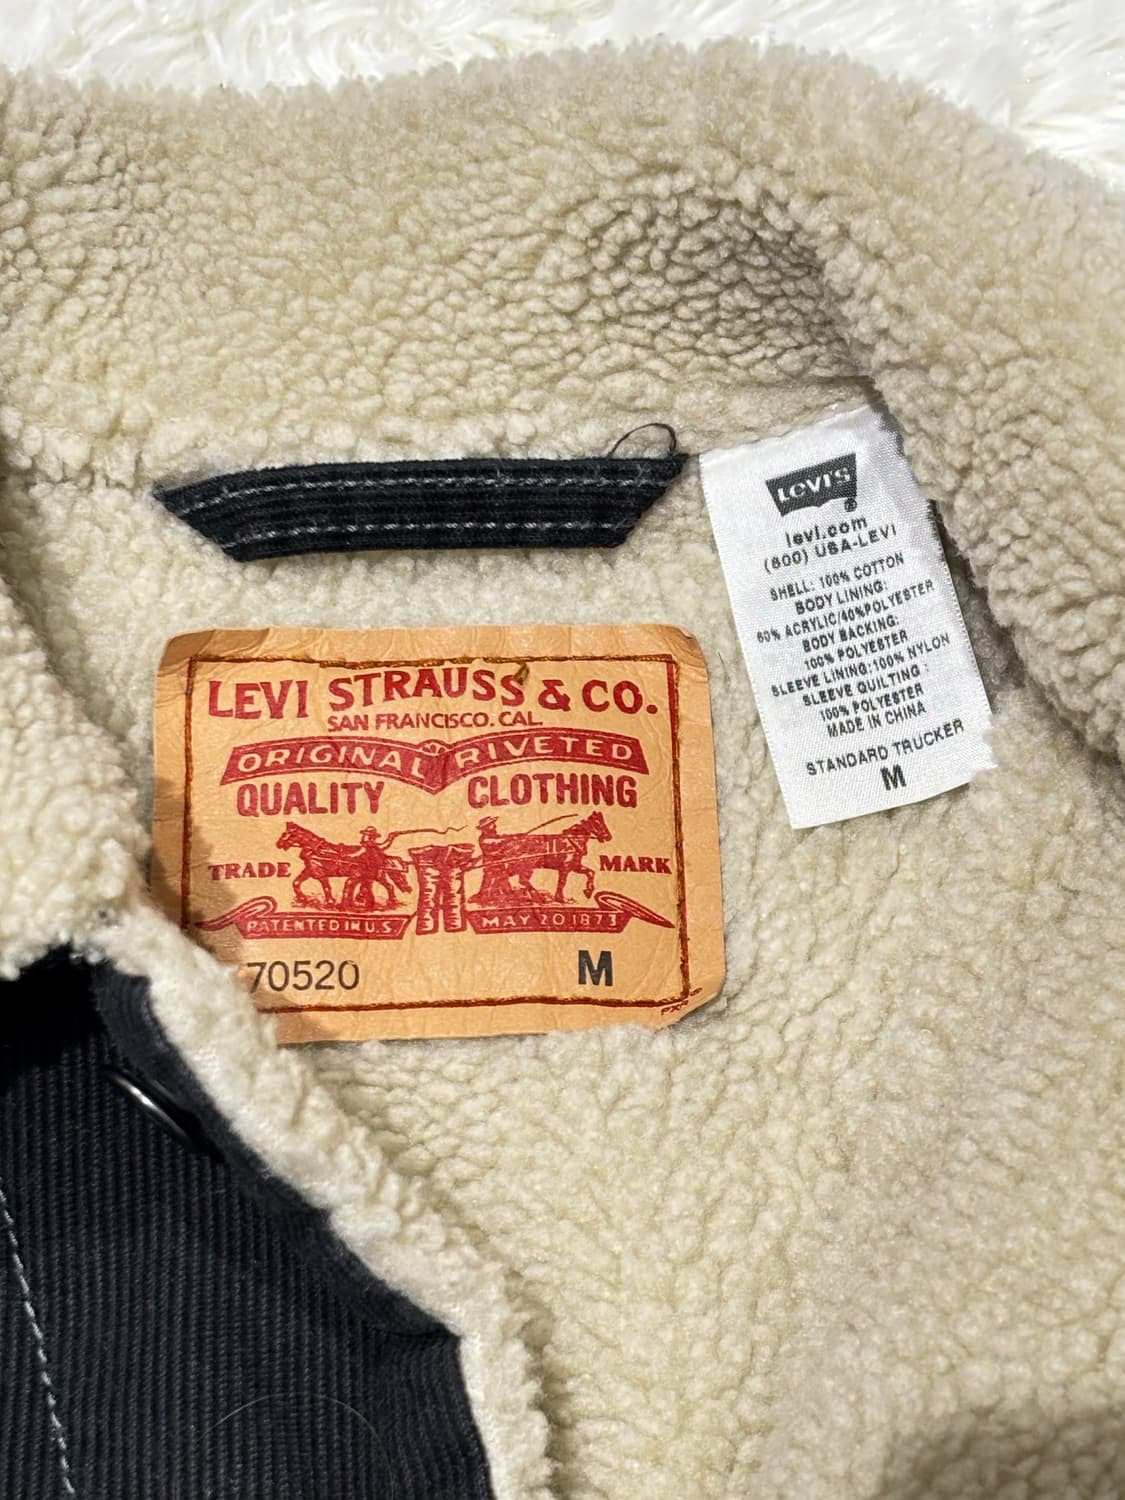 LEVI STRAUSS & CO.
SAN FRANCISCO. CAL.
ORIGINAL RIVETED
QUALITY CLOTHING
TRADE MARK
PATENTED IN U.S. MAY 20 1873
70520 M
PXR®
LEVI'S®
levi.com
(800) USA-LEVI
SHELL: 100% COTTON
BODY LINING:
60% ACRYLIC/40%POLYESTER
BODY BACKING:
100% POLYESTER
SLEEVE LINING:100% NYLON
SLEEVE QUILTING :
100% POLYESTER
MADE IN CHINA
STANDARD TRUCKER
M